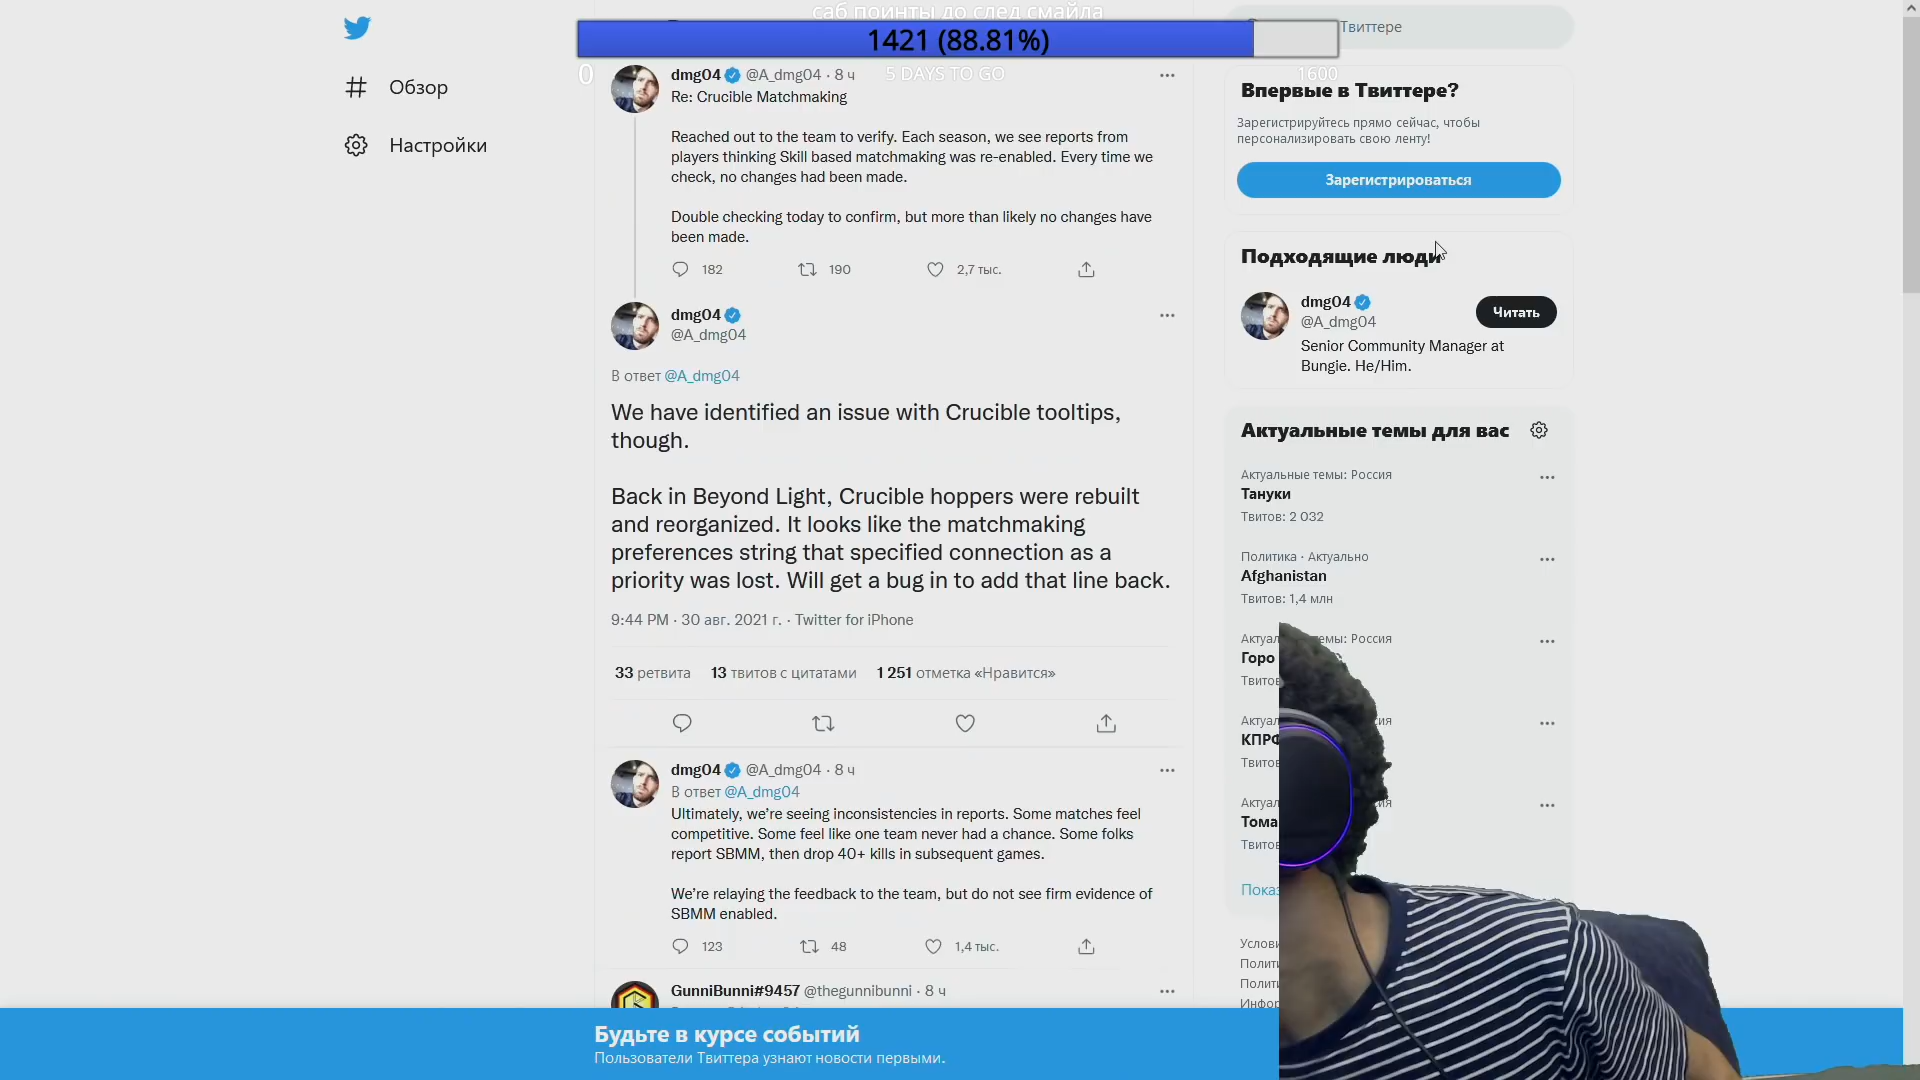 саб поинты до след смайла
1421 (88.81%)
0
5 DAYS TO GO
1600
Твиттере
Обзор
Настройки
dmg04 @A_dmg04 · 8 ч
Re: Crucible Matchmaking
Reached out to the team to verify. Each season, we see reports from
players thinking Skill based matchmaking was re-enabled. Every time we
check, no changes had been made.
Double checking today to confirm, but more than likely no changes have
been made.
182
190
2,7 тыс.
dmg04
@A_dmg04
В ответ @A_dmg04
We have identified an issue with Crucible tooltips,
though.
Back in Beyond Light, Crucible hoppers were rebuilt
and reorganized. It looks like the matchmaking
preferences string that specified connection as a
priority was lost. Will get a bug in to add that line back.
9:44 PM · 30 авг. 2021 г. · Twitter for iPhone
33 ретвита 13 твитов с цитатами 1 251 отметка «Нравится»
dmg04 @A_dmg04 · 8 ч
В ответ @A_dmg04
Ultimately, we’re seeing inconsistencies in reports. Some matches feel
competitive. Some feel like one team never had a chance. Some folks
report SBMM, then drop 40+ kills in subsequent games.
We’re relaying the feedback to the team, but do not see firm evidence of
SBMM enabled.
123
48
1,4 тыс.
GunniBunni#9457 @thegunnibunni · 8 ч
Впервые в Твиттере?
Зарегистрируйтесь прямо сейчас, чтобы
персонализировать свою ленту!
Зарегистрироваться
Подходящие люди
dmg04
@A_dmg04
Читать
Senior Community Manager at
Bungie. He/Him.
Актуальные темы для вас
Актуальные темы: Россия
Тануки
Твитов: 2 032
Политика · Актуально
Afghanistan
Твитов: 1,4 млн
Актуал емы: Россия
Горо
Твитов
Актуал ия
КПРФ
Твитов
Актуал ия
Тома
Твитов
Показ
Услови
Полити
Полити
Инфор
Будьте в курсе событий
Пользователи Твиттера узнают новости первыми.